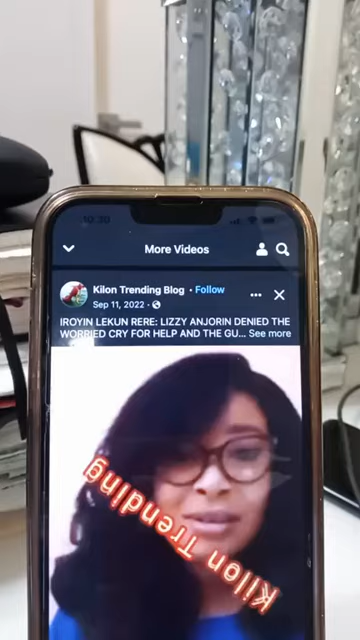 10:30
More Videos
Kilon Trending Blog · Follow
Sep 11, 2022 ·
IROYIN LEKUN RERE: LIZZY ANJORIN DENIED THE
WORRIED CRY FOR HELP AND THE GU... See more
Kilon Trending